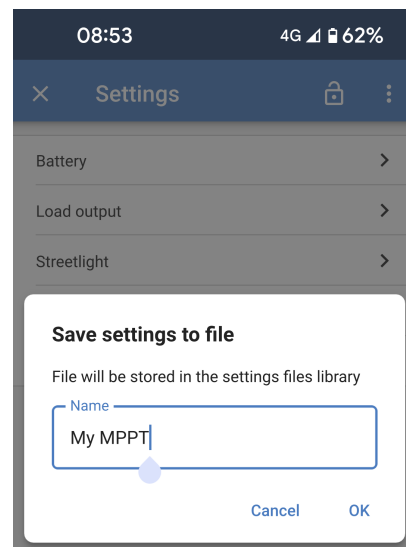 08:53 4G 62%
Settings
Battery
Load output
Streetlight
Save settings to file
File will be stored in the settings files library
Name
My MPPT
Cancel OK